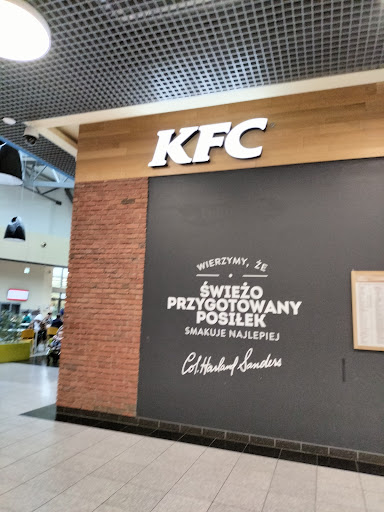 KFC
WIERZYMY, ŻE
ŚWIEŻO
PRZYGOTOWANY
POSIŁEK
SMAKUJE NAJLEPIEJ
Col. Harland Sanders